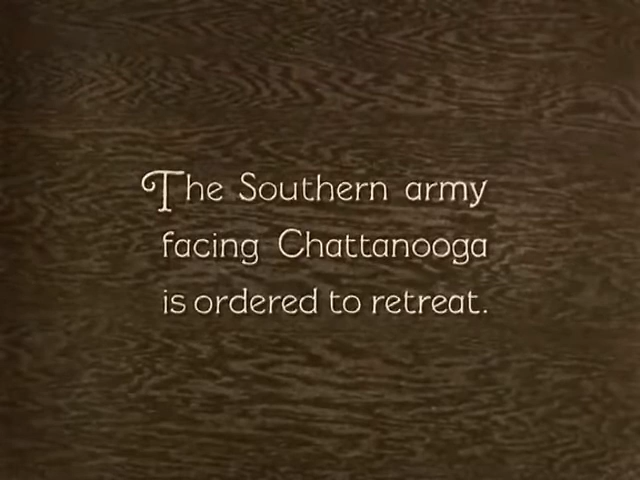 The Southern army
facing Chattanooga
is ordered to retreat.